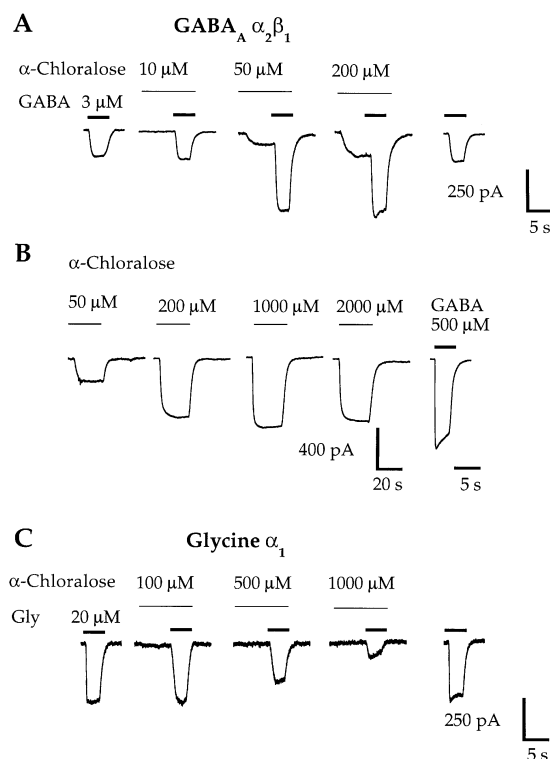 A GABA_A α₂β₁
α-Chloralose 10 μM 50 μM 200 μM
GABA 3 μM
250 pA
5 s
B
α-Chloralose
50 μM 200 μM 1000 μM 2000 μM GABA
500 μM
400 pA
20 s 5 s
C Glycine α₁
α-Chloralose 100 μM 500 μM 1000 μM
Gly 20 μM
250 pA
5 s